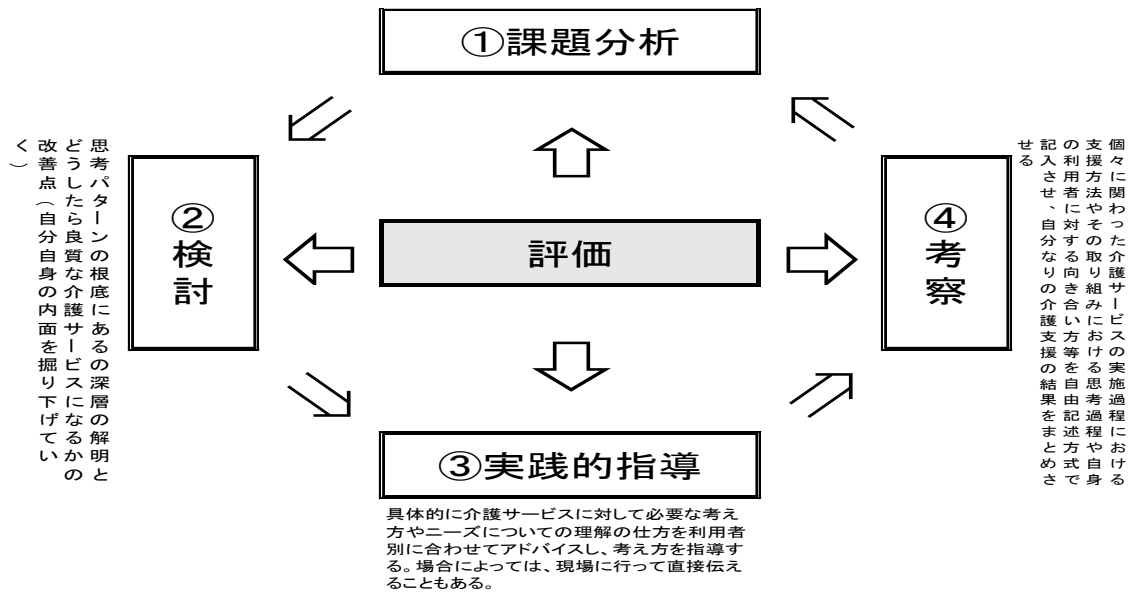 ①課題分析
思考パターンの根底にあるの深層の解明と
どうしたら良質な介護サービスになるかの
改善点（自分自身の内面を掘り下げてい
く）
②検討
評価
④考察
個々に関わった介護サービスの実施過程における
支援方法やその取り組みにおける思考過程や自身
の利用者に対する向き合い方等を自由記述方式で
記入させ、自分なりの介護支援の結果をまとめさ
せる
③実践的指導
具体的に介護サービスに対して必要な考え
方やニーズについての理解の仕方を利用者
別に合わせてアドバイスし、考え方を指導す
る。場合によっては、現場に行って直接伝え
ることもある。